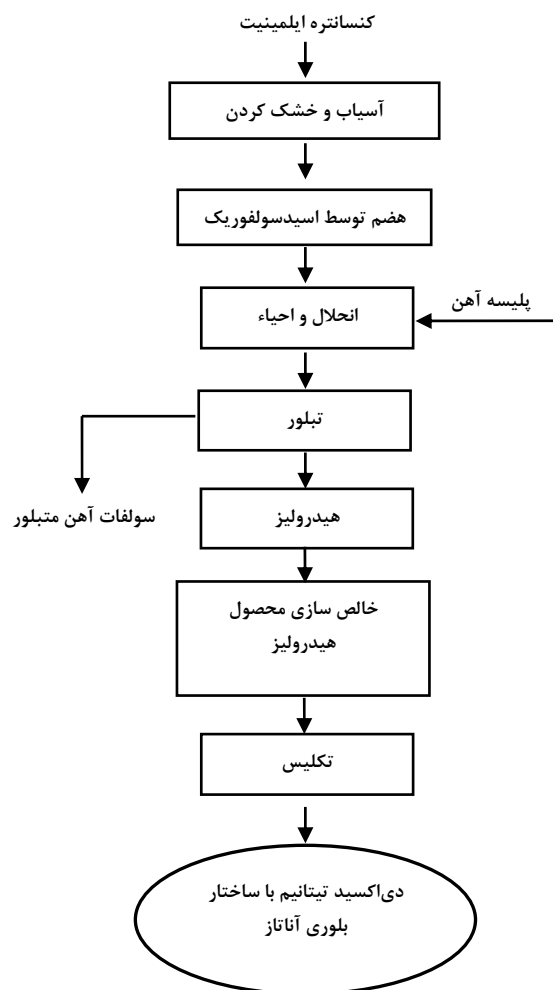 کنسانتره ایلمینیت
آسیاب و خشک کردن
هضم توسط اسیدسولفوریک
پلیسه آهن
انحلال و احیاء
تبلور
سولفات آهن متبلور
هیدرولیز
خالص سازی محصول
هیدرولیز
تکلیس
دی‌اکسید تیتانیم با ساختار
بلوری آناتاز